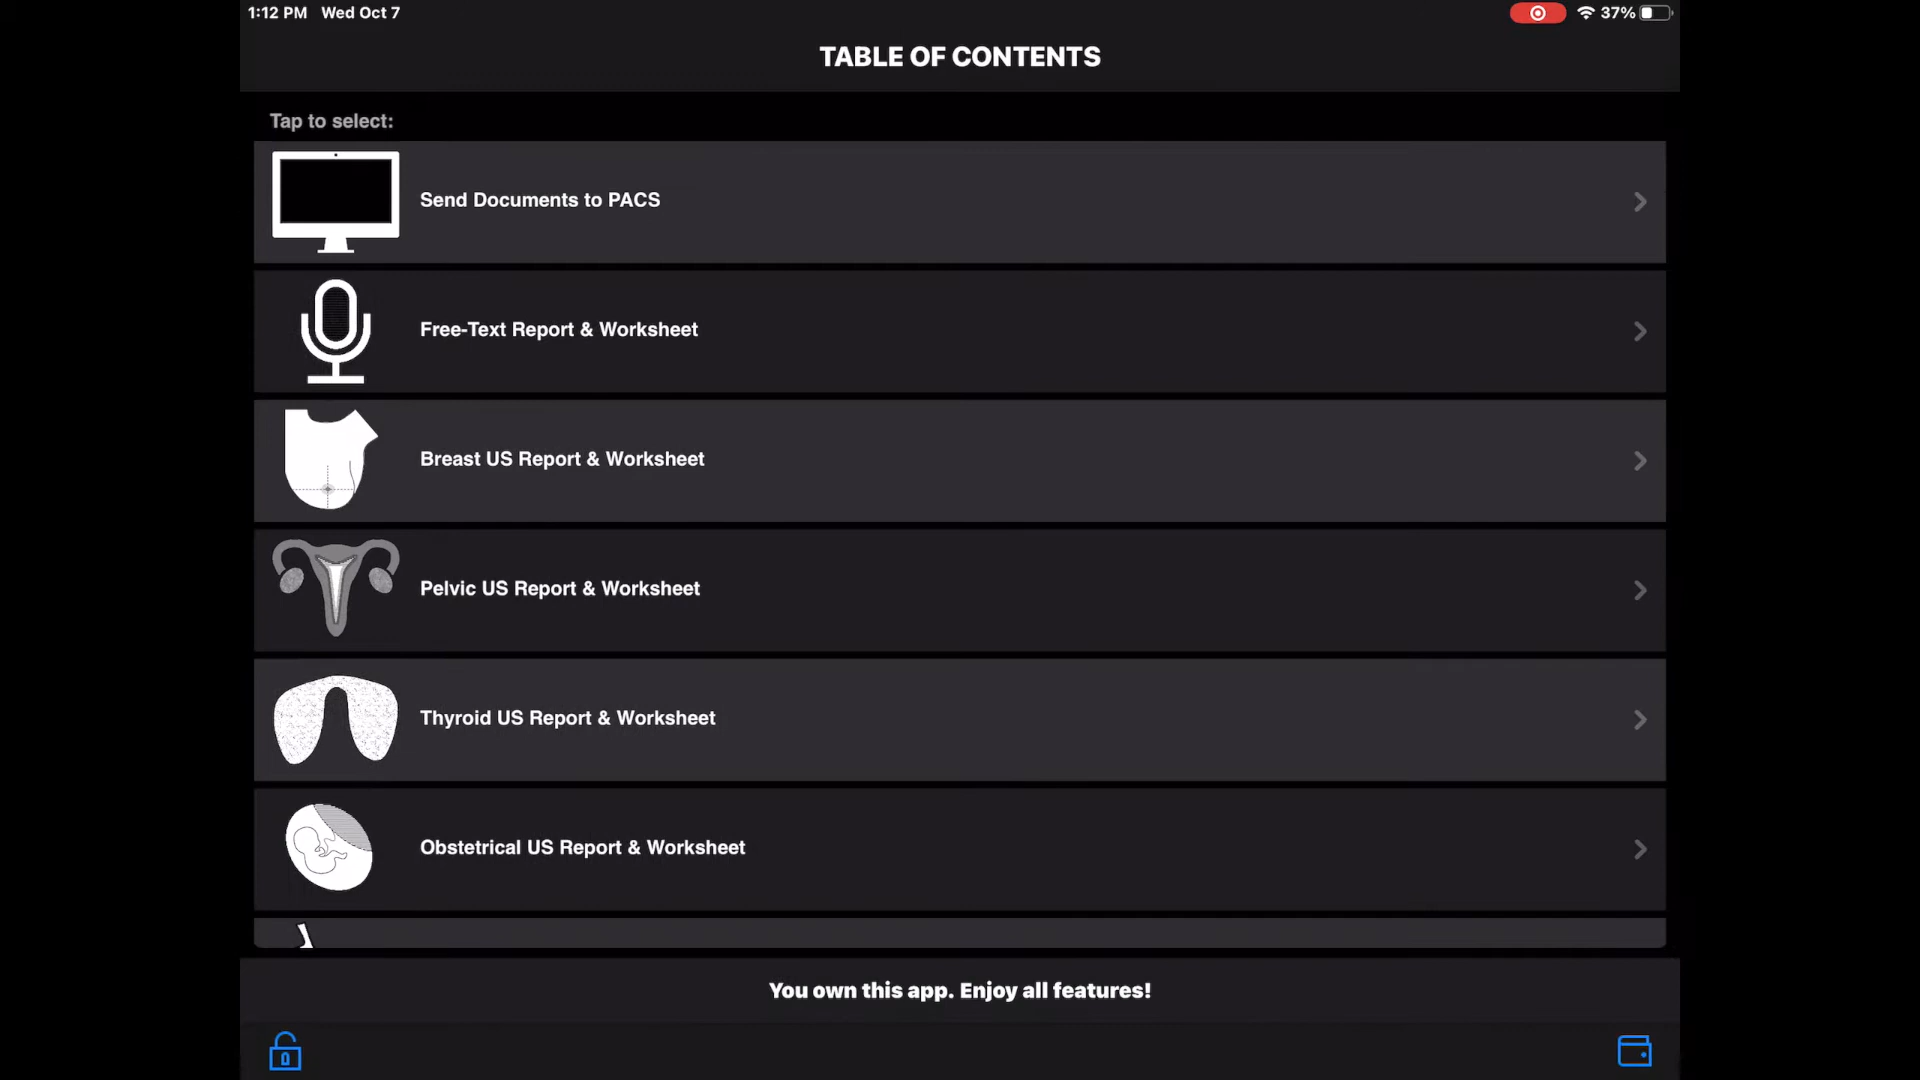 1:12 PM Wed Oct 7
37%
TABLE OF CONTENTS
Tap to select:
Send Documents to PACS
Free-Text Report & Worksheet
Breast US Report & Worksheet
Pelvic US Report & Worksheet
Thyroid US Report & Worksheet
Obstetrical US Report & Worksheet
You own this app. Enjoy all features!